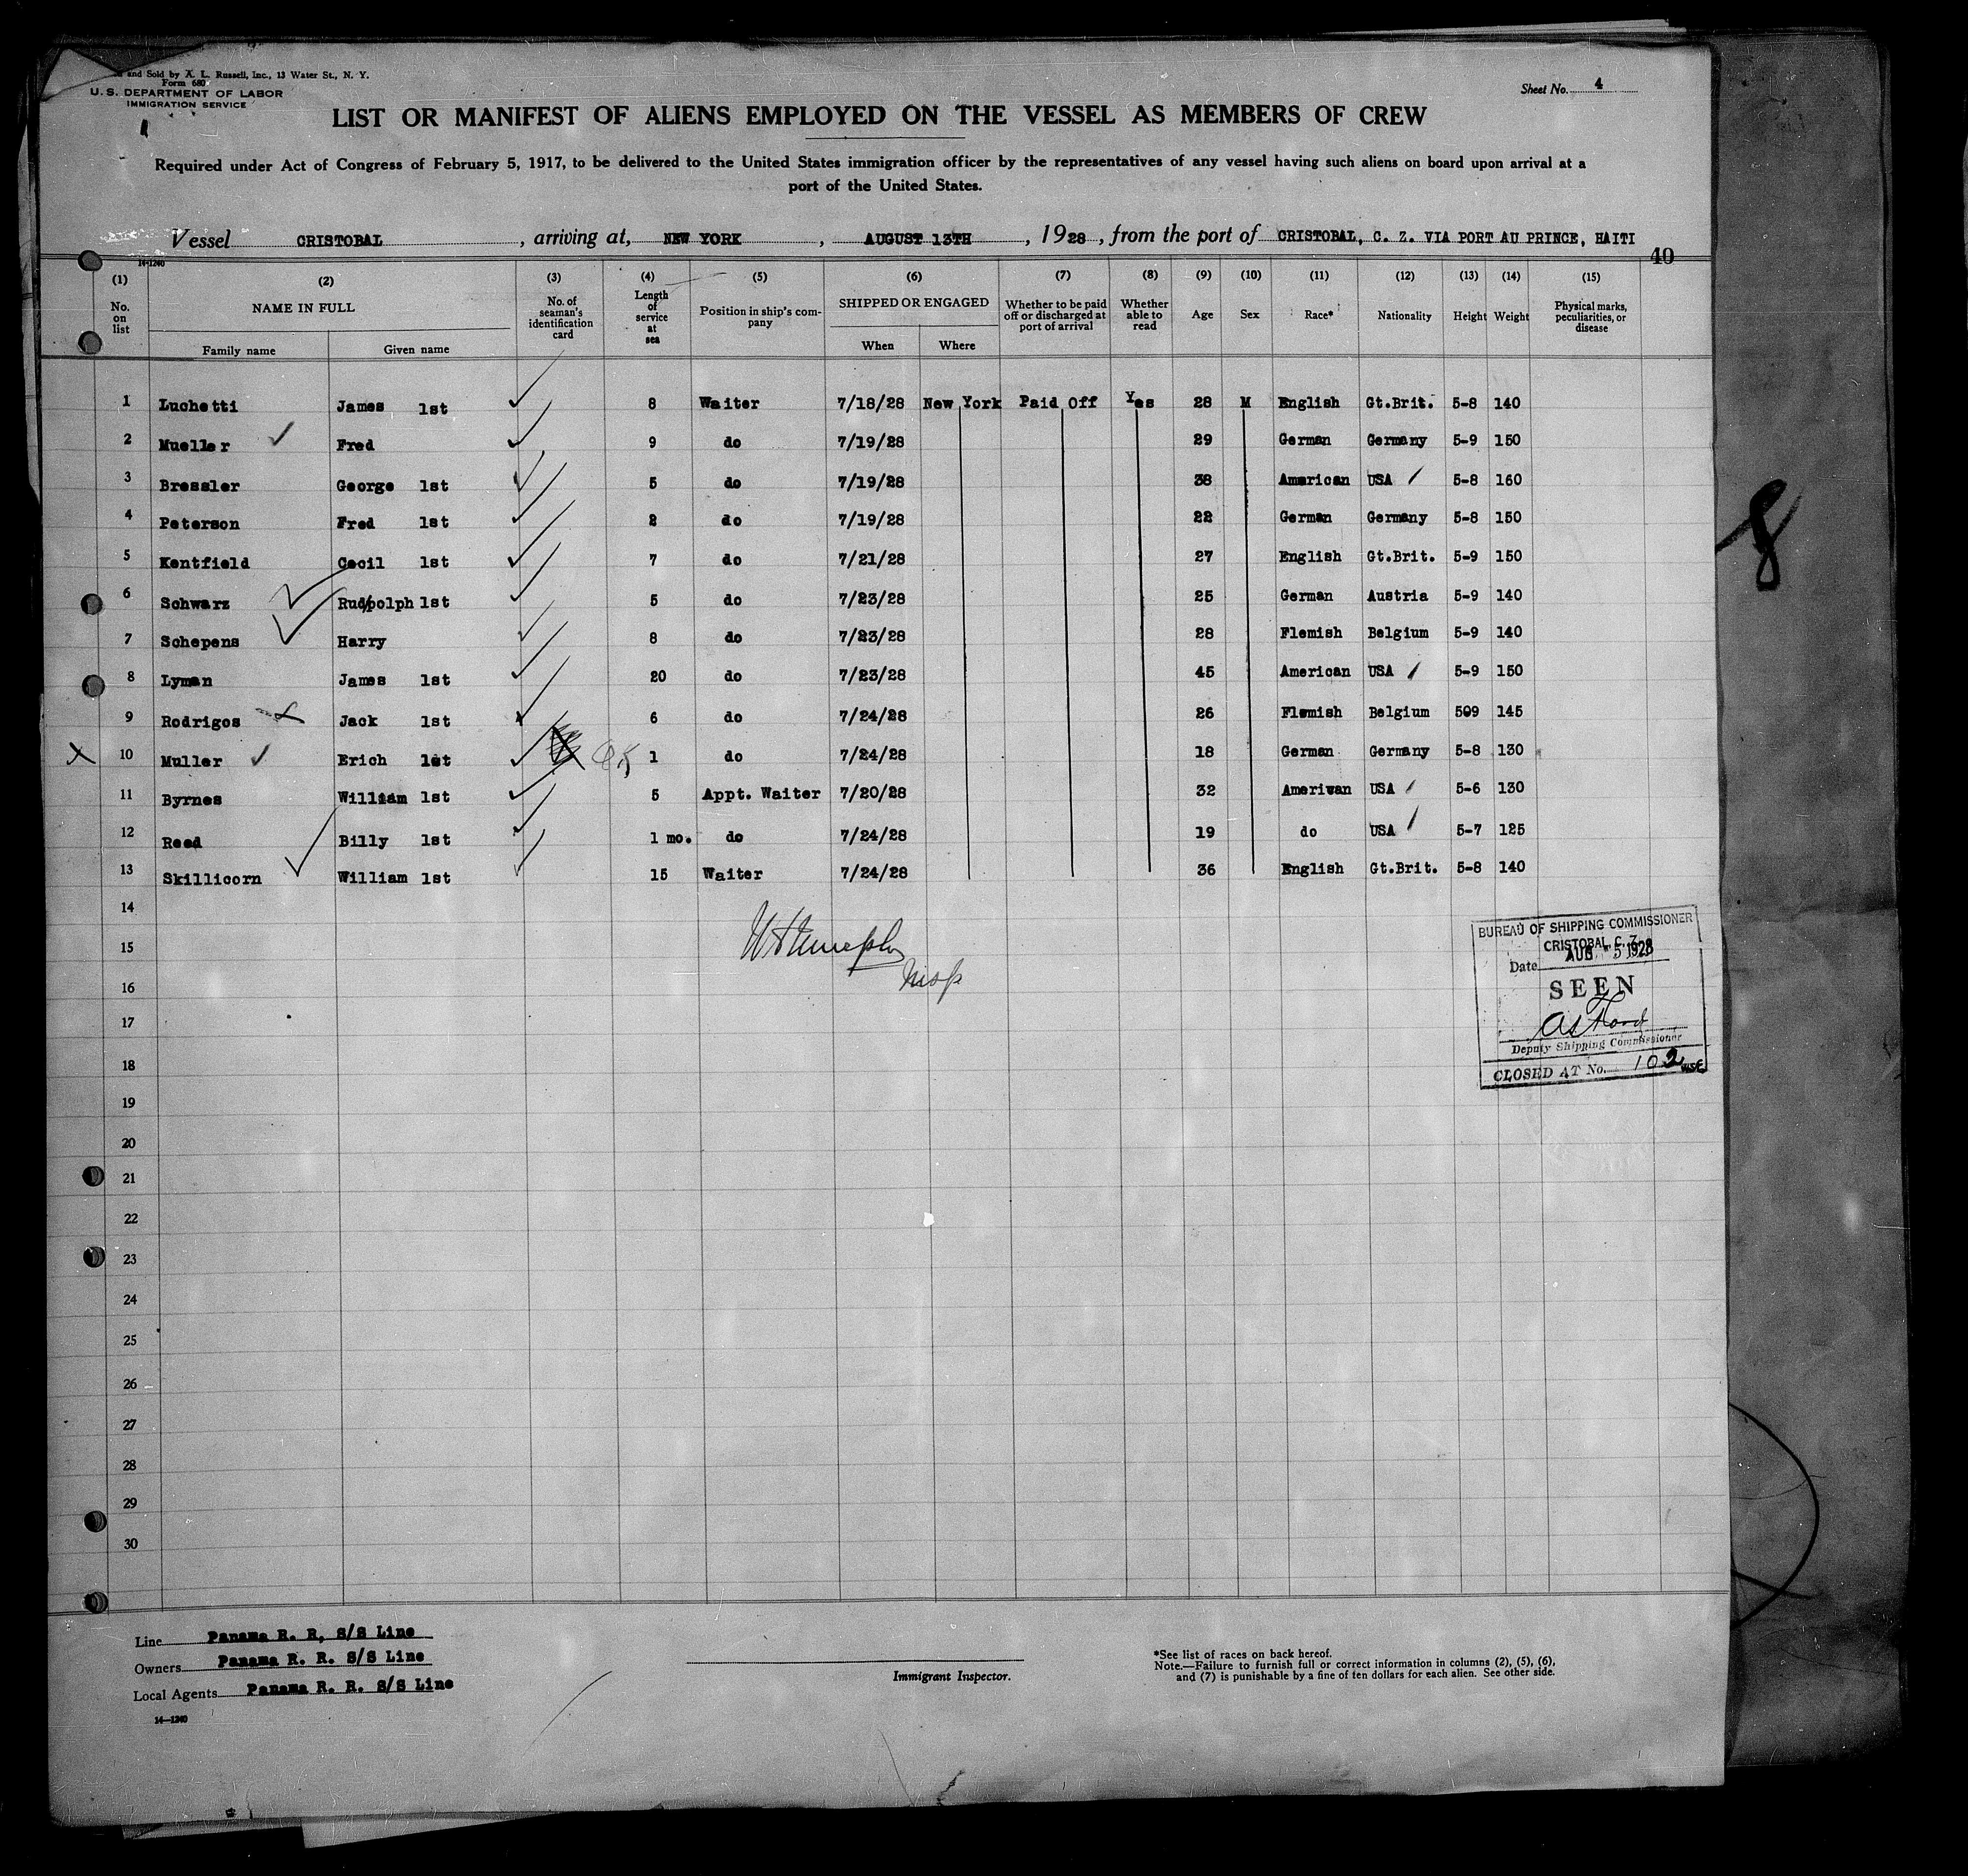 and Sold by A. L. Russell, Inc., 13 Water St., N. Y.
Form 680
U. S. DEPARTMENT OF LABOR
IMMIGRATION SERVICE
Sheet No. 4
LIST OR MANIFEST OF ALIENS EMPLOYED ON THE VESSEL AS MEMBERS OF CREW
Required under Act of Congress of February 5, 1917, to be delivered to the United States immigration officer by the representatives of any vessel having such aliens on board upon arrival at a
port of the United States.
Vessel CRISTOBAL, arriving at, NEW YORK, AUGUST 13TH, 1928, from the port of CRISTOBAL, C. Z. VIA PORT AU PRINCE, HAITI
40
14-1240
(1) (2) (3) (4) (5) (6) (7) (8) (9) (10) (11) (12) (13) (14) (15)
No. on list
NAME IN FULL
Family name Given name
No. of seaman's identification card
Length of service at sea
Position in ship's company
SHIPPED OR ENGAGED
When Where
Whether to be paid off or discharged at port of arrival
Whether able to read
Age Sex Race* Nationality Height Weight
Physical marks, peculiarities, or disease
1 Luchetti James 1st 8 Waiter 7/18/28 New York Paid Off Yes 28 M English Gt.Brit. 5-8 140
2 Mueller Fred 9 do 7/19/28 29 German Germany 5-9 150
3 Bressler George 1st 5 do 7/19/28 38 American USA 5-8 160
4 Peterson Fred 1st 2 do 7/19/28 22 German Germany 5-8 150
5 Kentfield Cecil 1st 7 do 7/21/28 27 English Gt.Brit. 5-9 150
6 Schwarz Rudpolph 1st 5 do 7/23/28 25 German Austria 5-9 140
7 Schepens Harry 8 do 7/23/28 28 Flemish Belgium 5-9 140
8 Lyman James 1st 20 do 7/23/28 45 American USA 5-9 150
9 Rodrigos Jack 1st 6 do 7/24/28 26 Flemish Belgium 509 145
10 Muller Erich 1st 1 do 7/24/28 18 German Germany 5-8 130
11 Byrnes William 1st 5 Appt. Waiter 7/20/28 32 Ameriwan USA 5-6 130
12 Reed Billy 1st 1 mo. do 7/24/28 19 do USA 5-7 125
13 Skillicorn William 1st 15 Waiter 7/24/28 36 English Gt.Brit. 5-8 140
14
15
16
17
18
19
20
21
22
23
24
25
26
27
28
29
30
BUREAU OF SHIPPING COMMISSIONER
CRISTOBAL, C. Z.
Date AUG 5 1928
SEEN
Deputy Shipping Commissioner
CLOSED AT No. 102
8
Line Panama R. R, S/S Line
Owners Panama R. R. S/S Line
Local Agents Panama R. R. S/S Line
14-1240
Immigrant Inspector.
*See list of races on back hereof.
Note.—Failure to furnish full or correct information in columns (2), (5), (6),
and (7) is punishable by a fine of ten dollars for each alien. See other side.